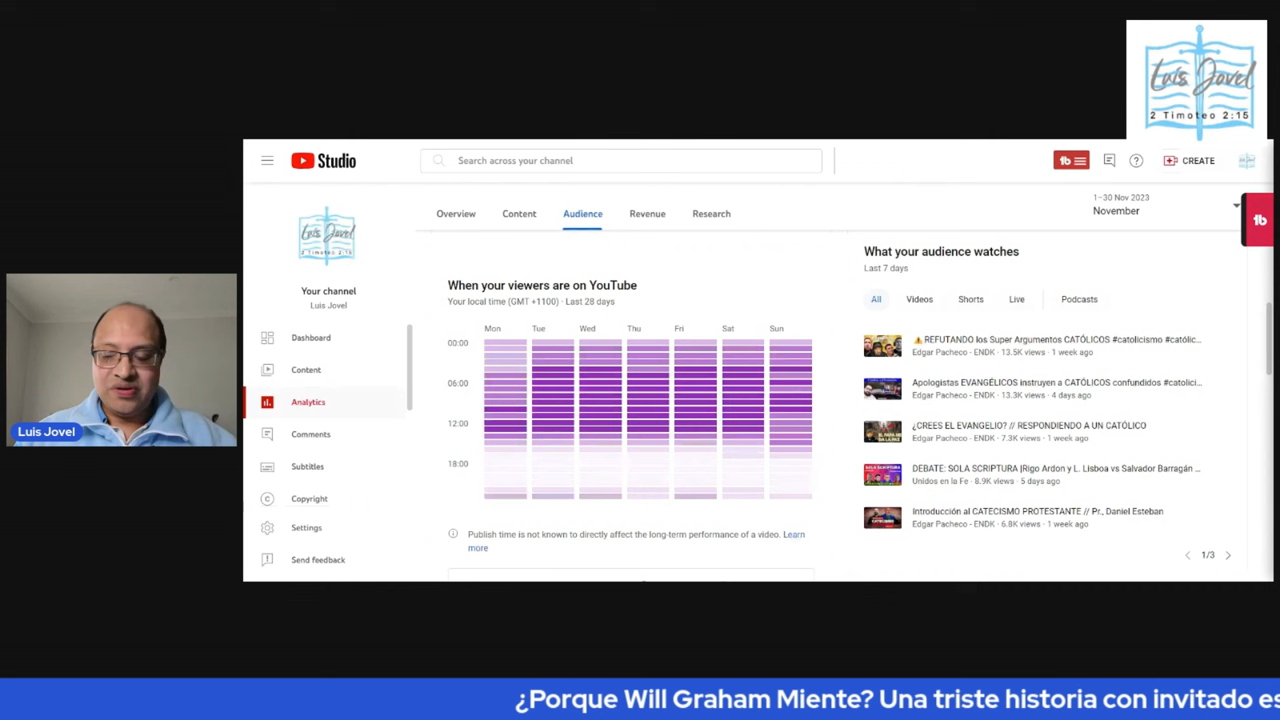 Luis Jovel
2 Timoteo 2:15
Studio
Search across your channel
CREATE
Overview
Content
Audience
Revenue
Research
1–30 Nov 2023
November
Luis Jovel
2 Timoteo 2:15
Your channel
Luis Jovel
Dashboard
Content
Analytics
Comments
Subtitles
Copyright
Settings
Send feedback
When your viewers are on YouTube
Your local time (GMT +1100) · Last 28 days
Mon Tue Wed Thu Fri Sat Sun
00:00
06:00
12:00
18:00
Publish time is not known to directly affect the long-term performance of a video. Learn
more
What your audience watches
Last 7 days
All Videos Shorts Live Podcasts
⚠️REFUTANDO los Super Argumentos CATÓLICOS #catolicismo #católic...
Edgar Pacheco - ENDK · 13.5K views · 1 week ago
Apologistas EVANGÉLICOS instruyen a CATÓLICOS confundidos #catolici...
Edgar Pacheco - ENDK · 13.3K views · 4 days ago
¿CREES EL EVANGELIO? // RESPONDIENDO A UN CATÓLICO
Edgar Pacheco - ENDK · 7.3K views · 1 week ago
DEBATE: SOLA SCRIPTURA |Rigo Ardon y L. Lisboa vs Salvador Barragán ...
Unidos en la Fe · 8.9K views · 5 days ago
Introducción al CATECISMO PROTESTANTE // Pr., Daniel Esteban
Edgar Pacheco - ENDK · 6.8K views · 1 week ago
1/3
Luis Jovel
¿Porque Will Graham Miente? Una triste historia con invitado es